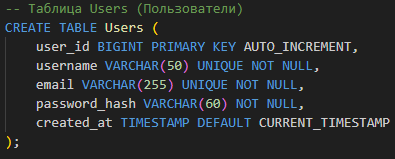 -- Таблица Users (Пользователи)
CREATE TABLE Users (
    user_id BIGINT PRIMARY KEY AUTO_INCREMENT,
    username VARCHAR(50) UNIQUE NOT NULL,
    email VARCHAR(255) UNIQUE NOT NULL,
    password_hash VARCHAR(60) NOT NULL,
    created_at TIMESTAMP DEFAULT CURRENT_TIMESTAMP
);